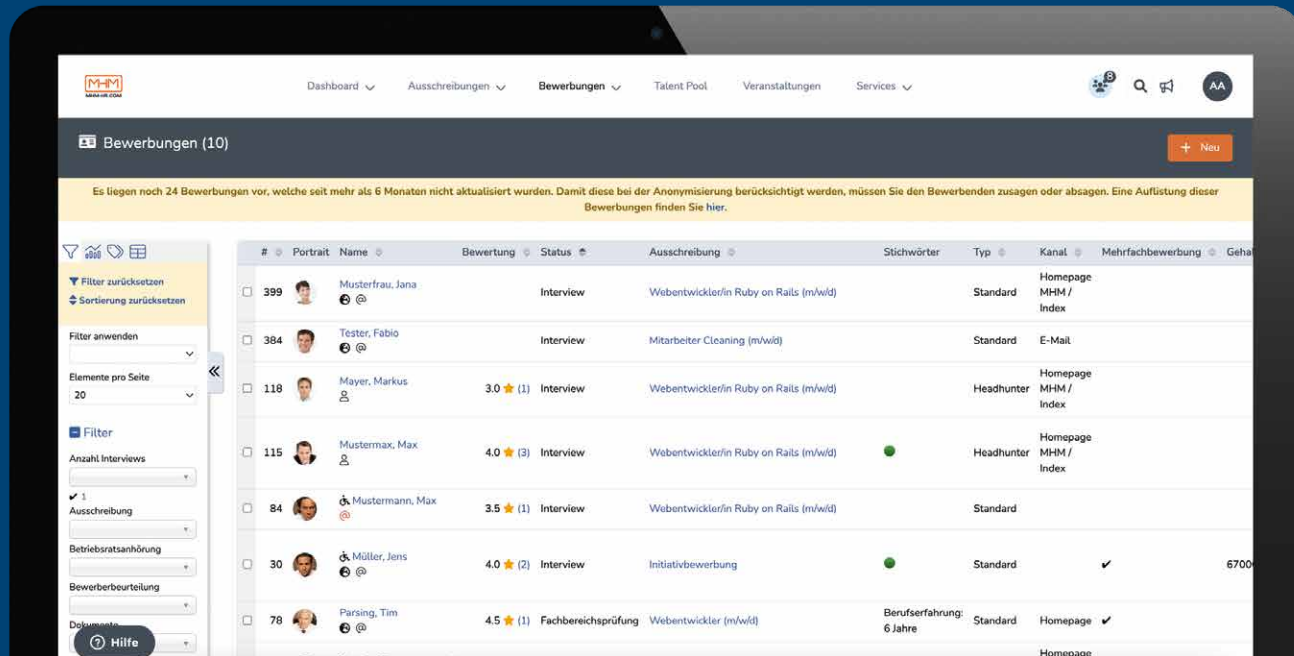 MHM
MHM-HR.COM
Dashboard Ausschreibungen Bewerbungen Talent Pool Veranstaltungen Services 8 AA
Bewerbungen (10) + Neu
Es liegen noch 24 Bewerbungen vor, welche seit mehr als 6 Monaten nicht aktualisiert wurden. Damit diese bei der Anonymisierung berücksichtigt werden, müssen Sie den Bewerbenden zusagen oder absagen. Eine Auflistung dieser
Bewerbungen finden Sie hier.
Filter zurücksetzen
Sortierung zurücksetzen
Filter anwenden
Elemente pro Seite
20
Filter
Anzahl Interviews
✔ 1
Ausschreibung
Betriebsratsanhörung
Bewerberbeurteilung
Dokumente
Hilfe
# Portrait Name Bewertung Status Ausschreibung Stichwörter Typ Kanal Mehrfachbewerbung Gehal
399 Musterfrau, Jana Interview Webentwickler/in Ruby on Rails (m/w/d) Standard Homepage
MHM /
Index
384 Tester, Fabio Interview Mitarbeiter Cleaning (m/w/d) Standard E-Mail
118 Mayer, Markus 3.0 (1) Interview Webentwickler/in Ruby on Rails (m/w/d) Headhunter Homepage
MHM /
Index
115 Mustermax, Max 4.0 (3) Interview Webentwickler/in Ruby on Rails (m/w/d) Headhunter Homepage
MHM /
Index
84 Mustermann, Max 3.5 (1) Interview Webentwickler/in Ruby on Rails (m/w/d) Standard
30 Müller, Jens 4.0 (2) Interview Initiativbewerbung Standard ✔ 6700
78 Parsing, Tim 4.5 (1) Fachbereichsprüfung Webentwickler (m/w/d) Berufserfahrung:
6 Jahre Standard Homepage ✔
Homepage